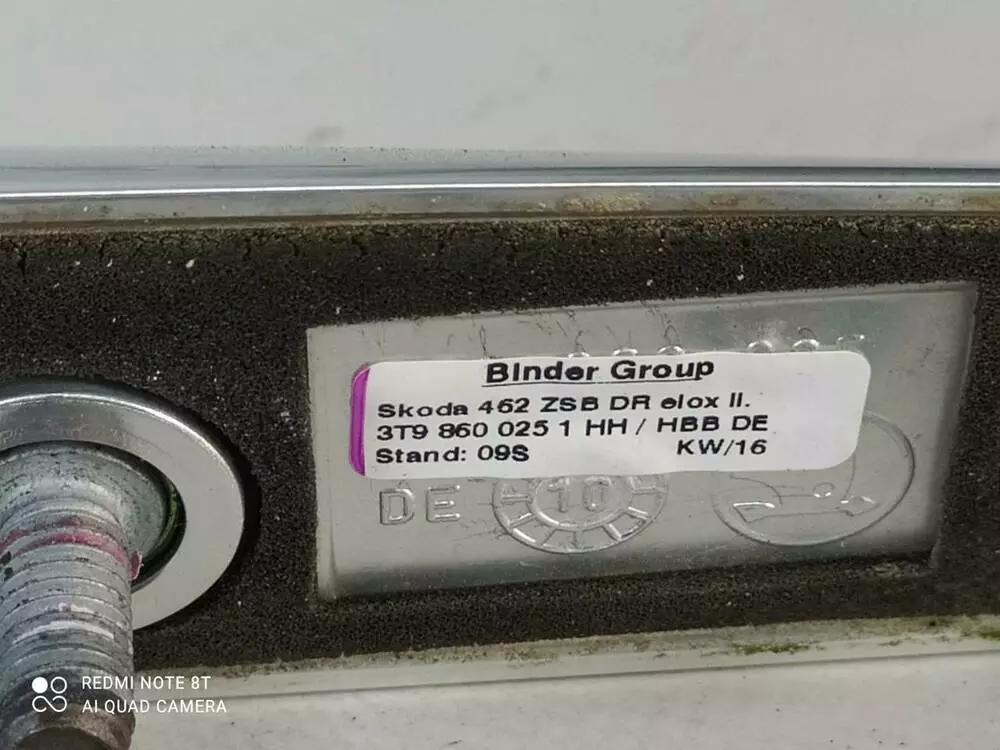 Binder Group
Skoda 462 ZSB DR elox II.
3T9 860 025 1 HH / HBB DE
Stand: 09S KW/16
DE 10
REDMI NOTE 8T
AI QUAD CAMERA